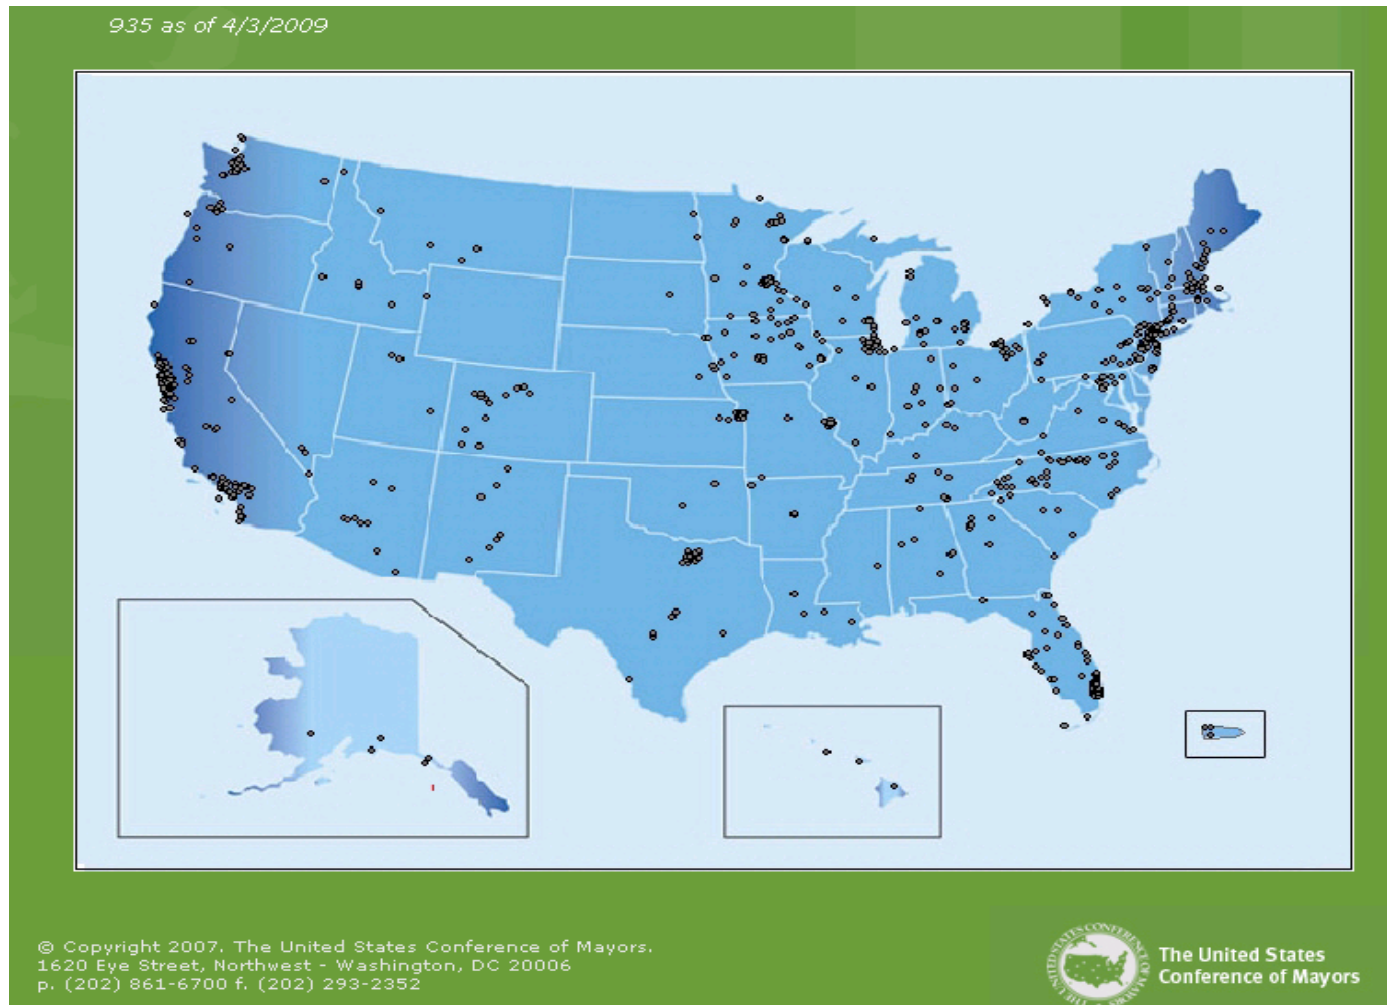 935 as of 4/3/2009
© Copyright 2007. The United States Conference of Mayors.
1620 Eye Street, Northwest - Washington, DC 20006
p. (202) 861-6700 f. (202) 293-2352
The United States
Conference of Mayors